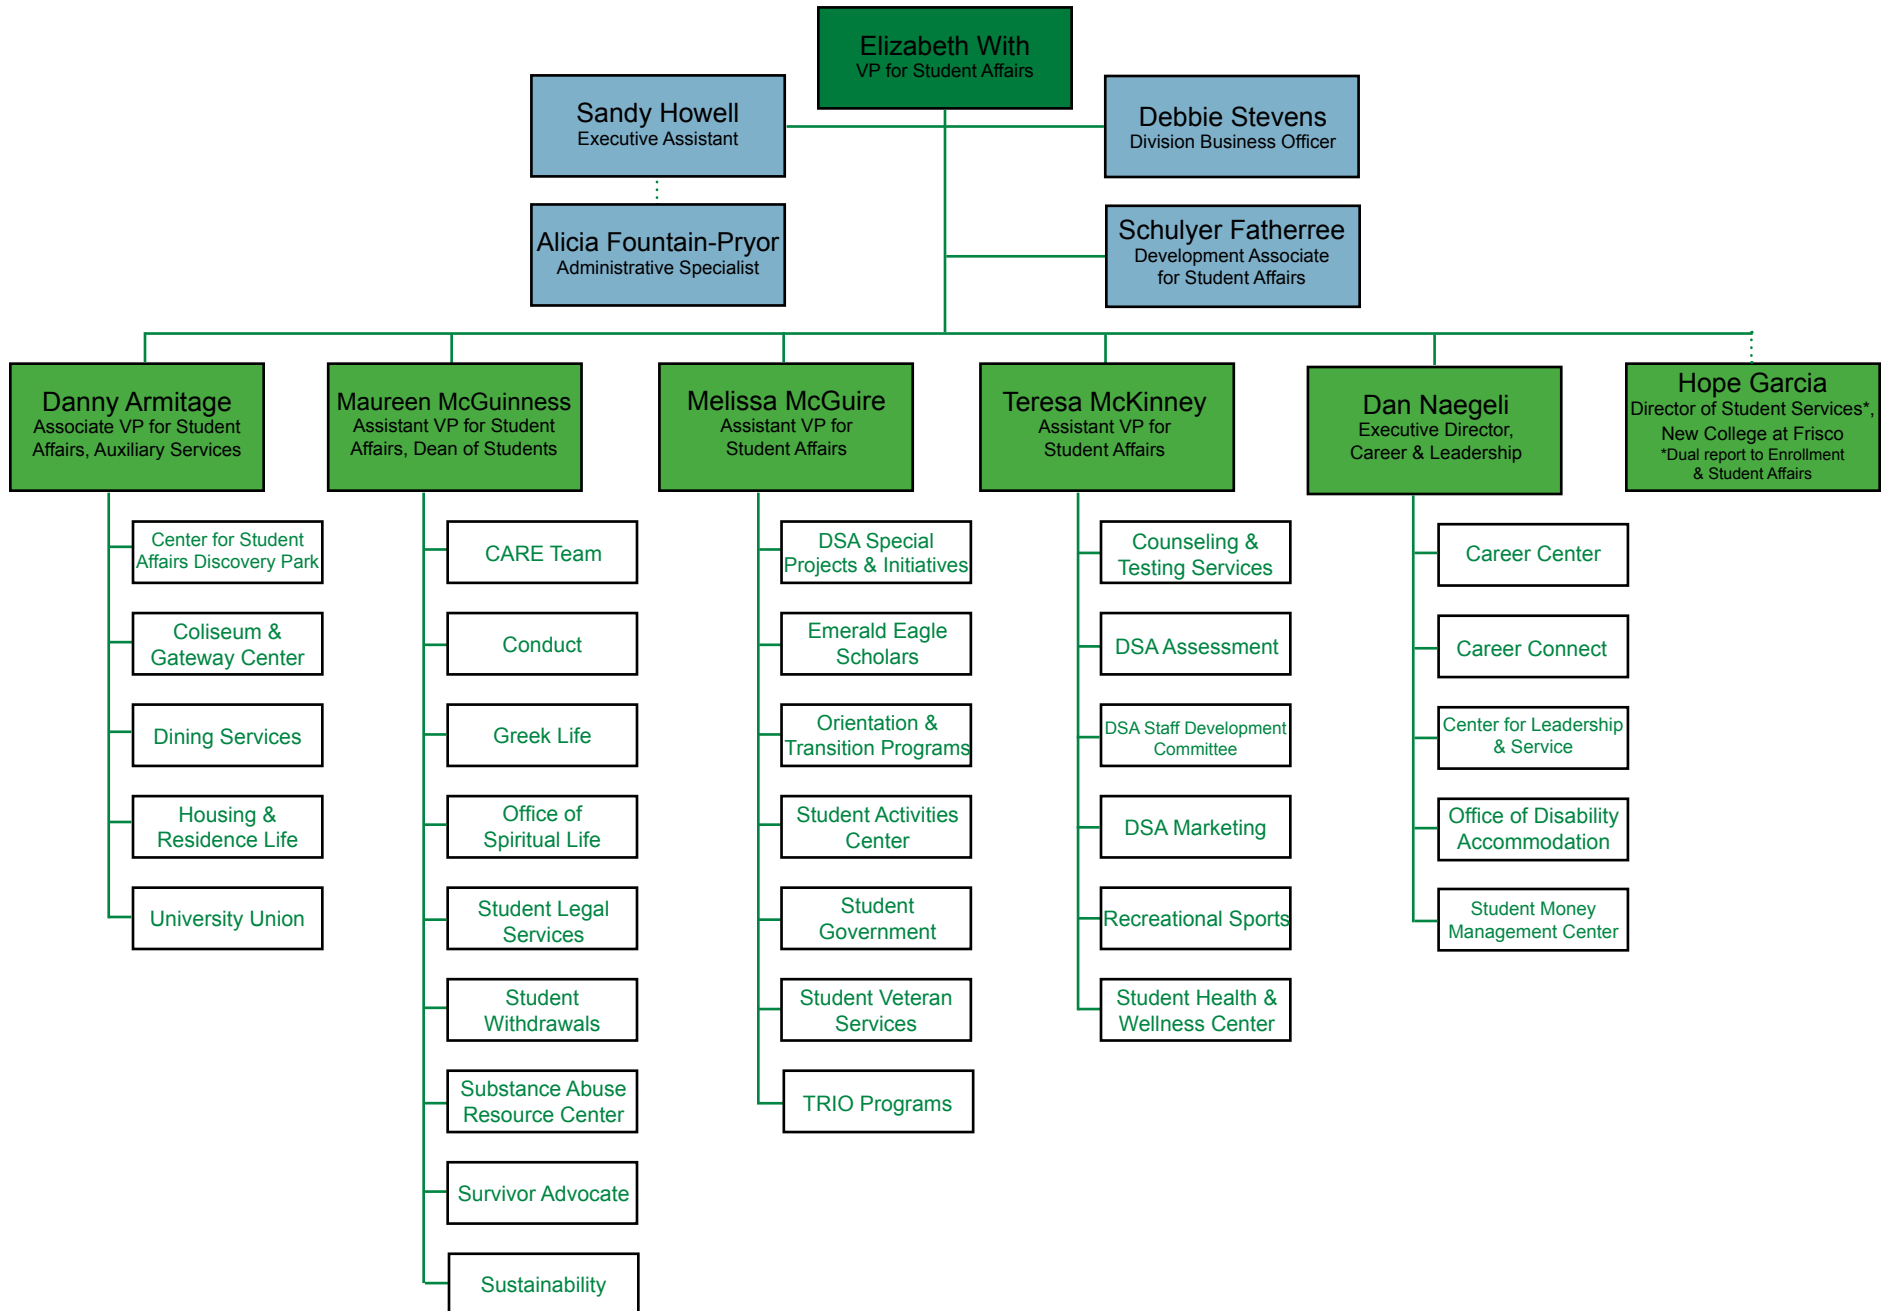 Elizabeth With
VP for Student Affairs
Sandy Howell
Executive Assistant
Debbie Stevens
Division Business Officer
Alicia Fountain-Pryor
Administrative Specialist
Schulyer Fatherree
Development Associate
for Student Affairs
Danny Armitage
Associate VP for Student
Affairs, Auxiliary Services
Maureen McGuinness
Assistant VP for Student
Affairs, Dean of Students
Melissa McGuire
Assistant VP for
Student Affairs
Teresa McKinney
Assistant VP for
Student Affairs
Dan Naegeli
Executive Director,
Career & Leadership
Hope Garcia
Director of Student Services*,
New College at Frisco
*Dual report to Enrollment
& Student Affairs
Center for Student
Affairs Discovery Park
Coliseum &
Gateway Center
Dining Services
Housing &
Residence Life
University Union
CARE Team
Conduct
Greek Life
Office of
Spiritual Life
Student Legal
Services
Student
Withdrawals
Substance Abuse
Resource Center
Survivor Advocate
Sustainability
DSA Special
Projects & Initiatives
Emerald Eagle
Scholars
Orientation &
Transition Programs
Student Activities
Center
Student
Government
Student Veteran
Services
TRIO Programs
Counseling &
Testing Services
DSA Assessment
DSA Staff Development
Committee
DSA Marketing
Recreational Sports
Student Health &
Wellness Center
Career Center
Career Connect
Center for Leadership
& Service
Office of Disability
Accommodation
Student Money
Management Center